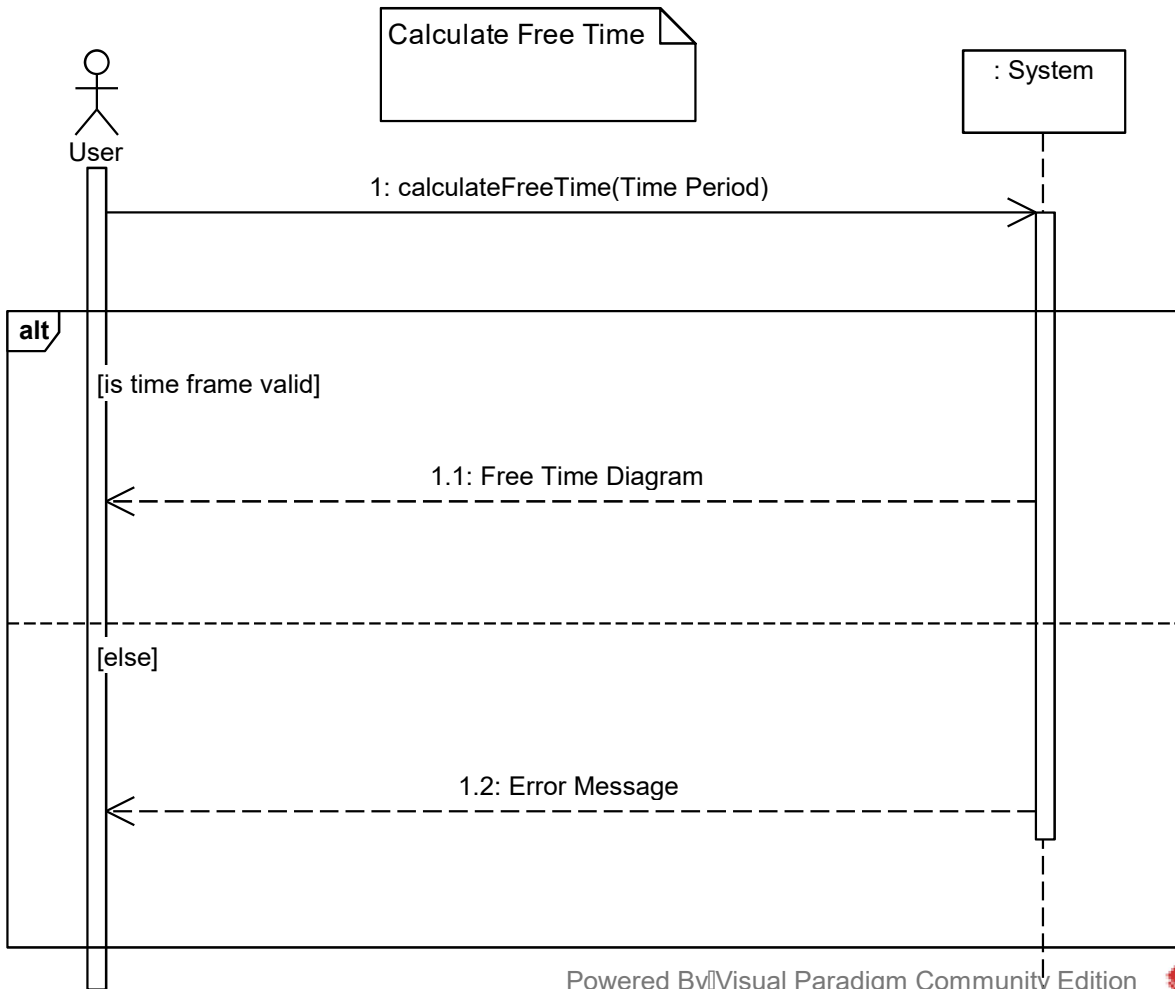 Calculate Free Time
: System
User
1: calculateFreeTime(Time Period)
alt
[is time frame valid]
1.1: Free Time Diagram
[else]
1.2: Error Message
Powered By Visual Paradigm Community Edition